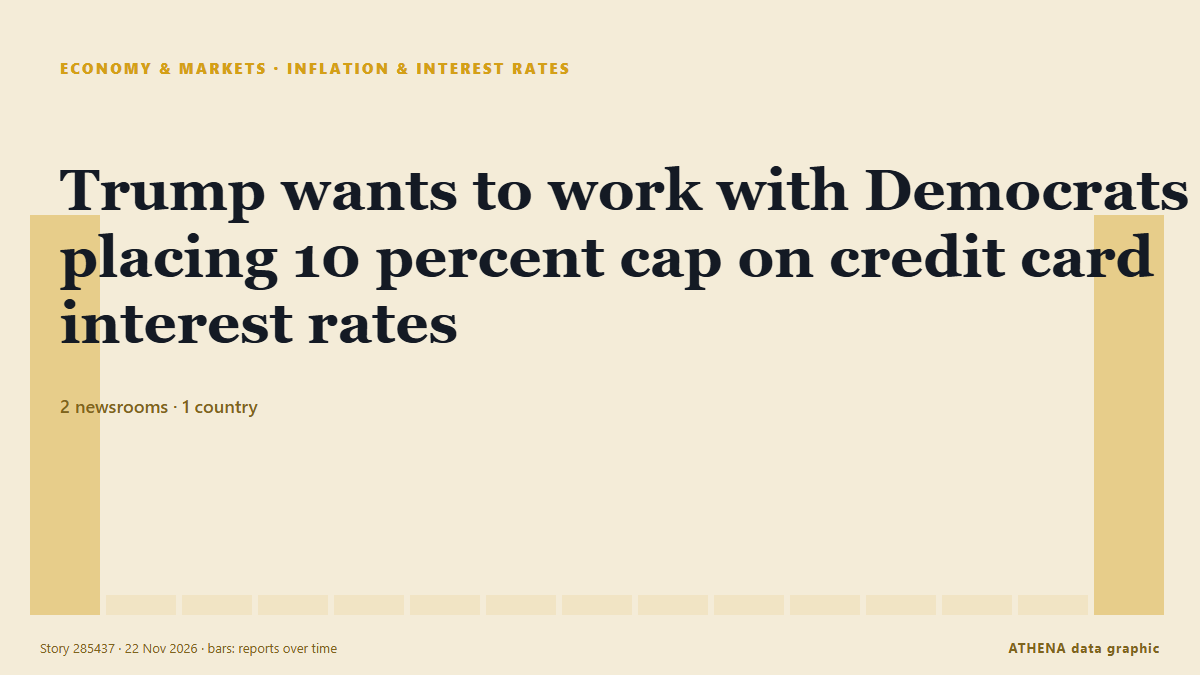 ECONOMY & MARKETS · INFLATION & INTEREST RATES
Trump wants to work with Democrats
placing 10 percent cap on credit card
interest rates
2 newsrooms · 1 country
Story 285437 · 22 Nov 2026 · bars: reports over time
ATHENA data graphic